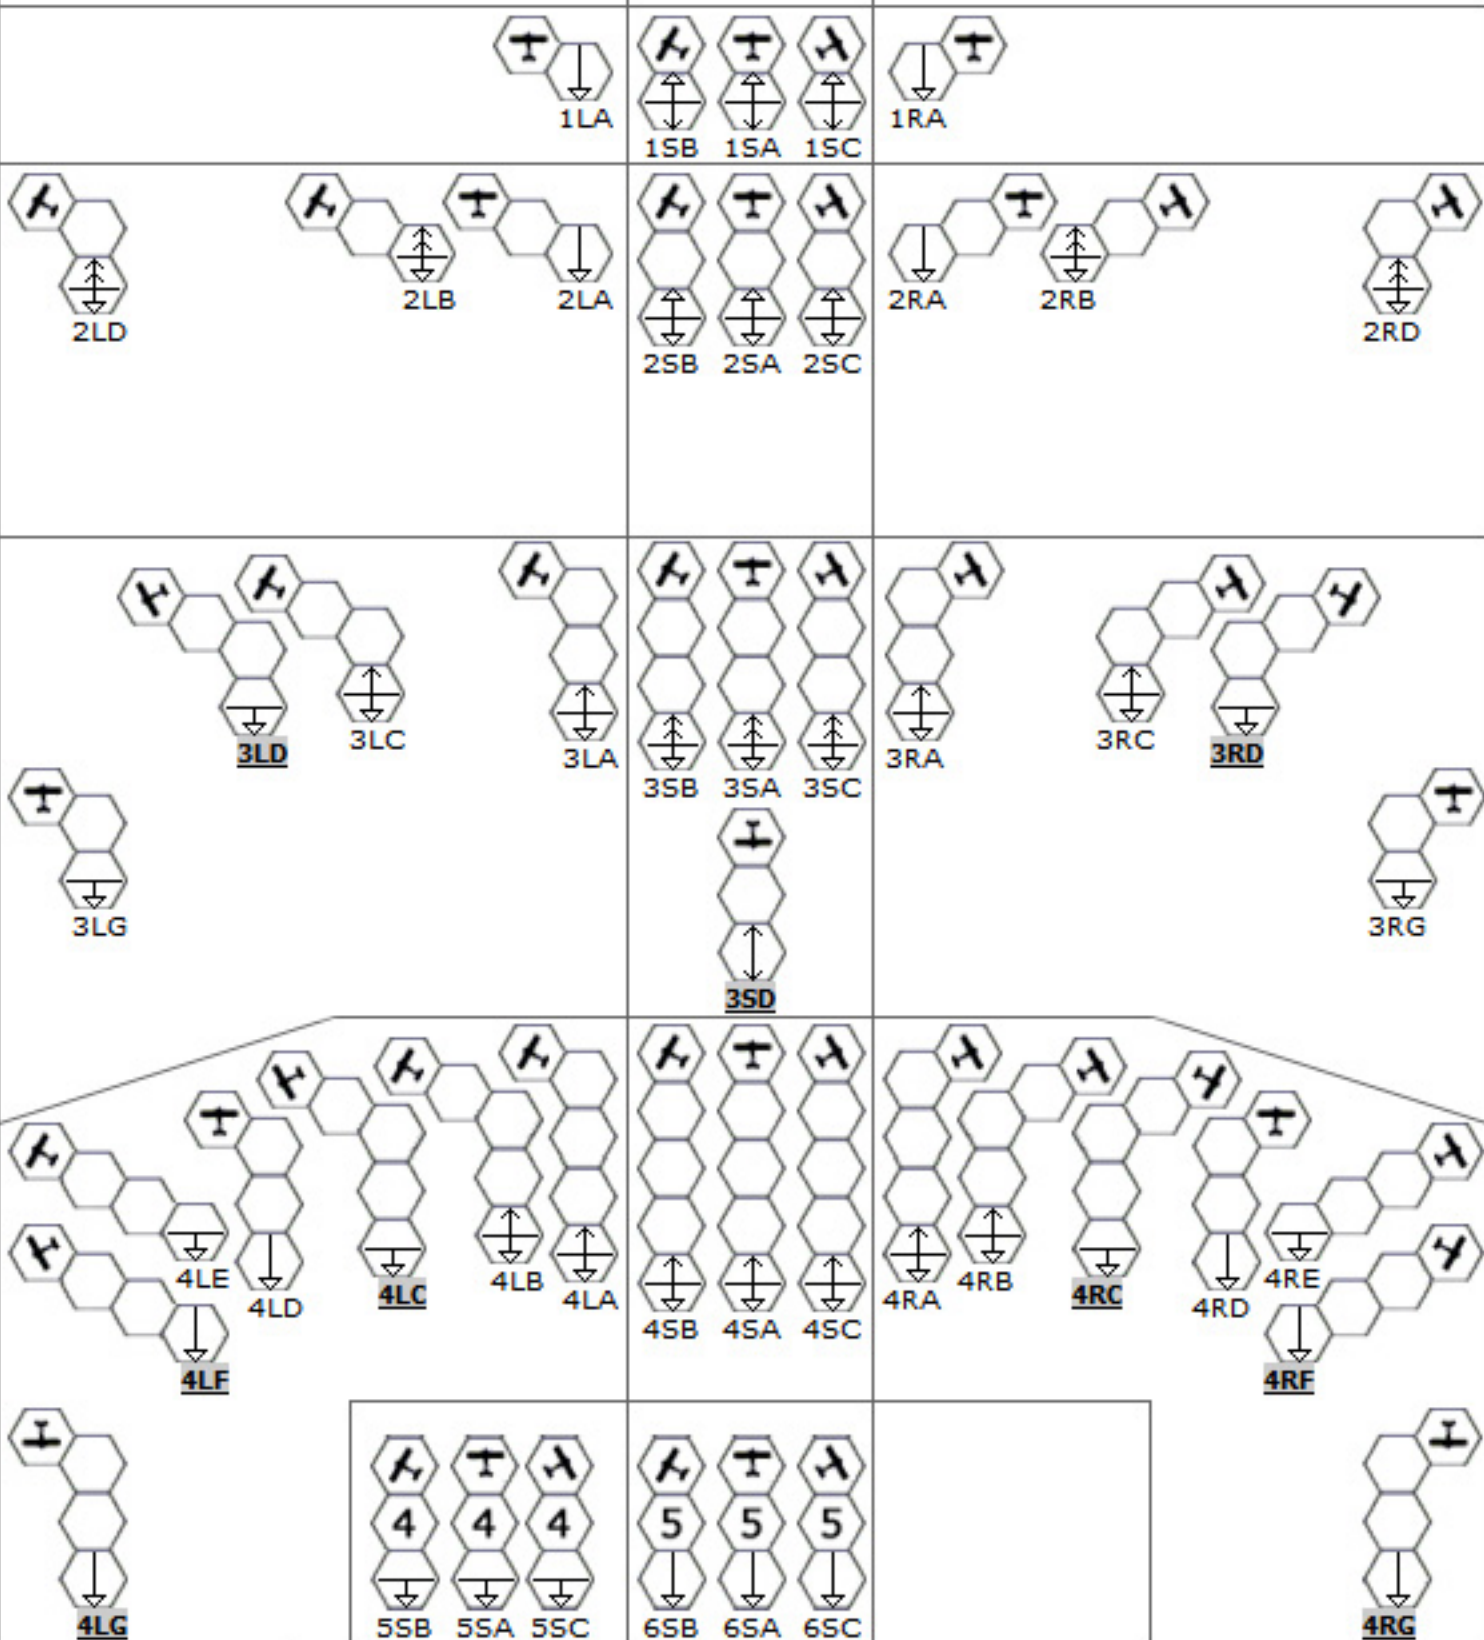 1LA 1RA
1SB 1SA 1SC
2LB 2LA 2RA 2RB
2LD 2RD
2SB 2SA 2SC
3LC 3RC
3LD 3RD
3LA 3RA
3SB 3SA 3SC
3LG 3RG
3SD
4LE 4LB 4RB 4RE
4LC 4RC
4LA 4RA
4LD 4RD
4SB 4SA 4SC
4LF 4RF
4 4 4 5 5 5
4LG 5SB 5SA 5SC 6SB 6SA 6SC 4RG